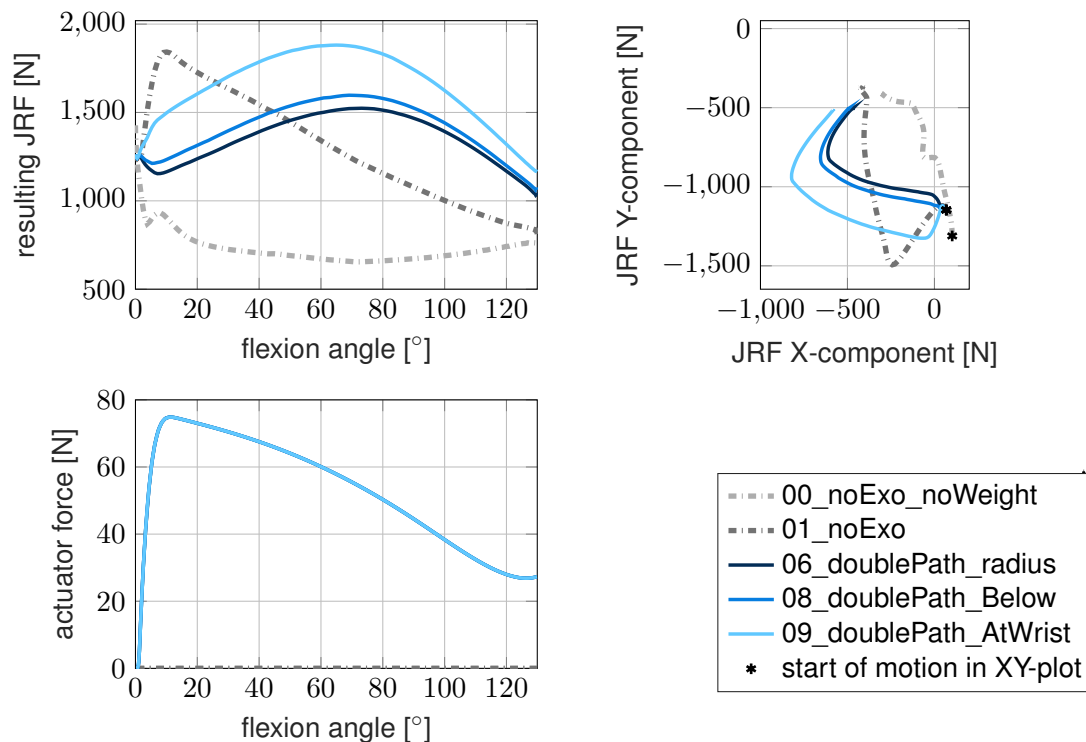 2,000
1,500
1,000
500
resulting JRF [N]
0 20 40 60 80 100 120
flexion angle [°]
0
−500
−1,000
−1,500
JRF Y-component [N]
−1,000 −500 0
JRF X-component [N]
80
60
40
20
0
actuator force [N]
0 20 40 60 80 100 120
flexion angle [°]
00_noExo_noWeight
01_noExo
06_doublePath_radius
08_doublePath_Below
09_doublePath_AtWrist
start of motion in XY-plot